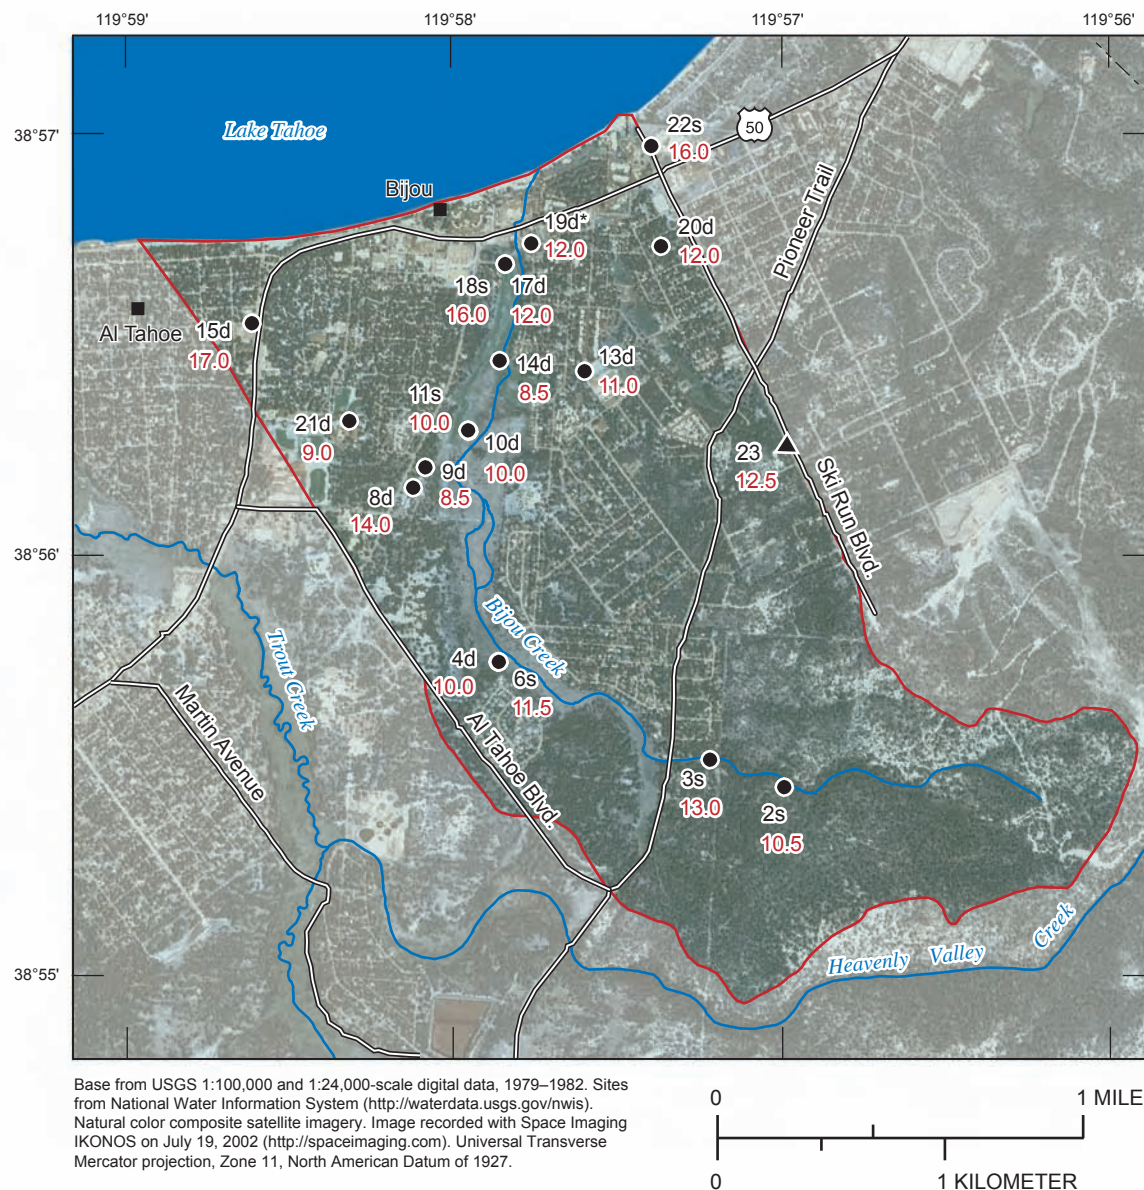 119°59'
119°58'
119°57'
119°56'
38°57'
Lake Tahoe
22s
16.0
50
Bijou
Pioneer Trail
19d*
12.0
20d
12.0
18s
16.0
17d
12.0
Al Tahoe
15d
17.0
14d
8.5
13d
11.0
11s
10.0
21d
9.0
10d
10.0
9d
8.5
8d
14.0
23
12.5
Ski Run Blvd.
38°56'
Bijou Creek
Trout Creek
4d
10.0
6s
11.5
Martin Avenue
Al Tahoe Blvd.
3s
13.0
2s
10.5
38°55'
Heavenly Valley Creek
Base from USGS 1:100,000 and 1:24,000-scale digital data, 1979–1982. Sites
from National Water Information System (http://waterdata.usgs.gov/nwis).
Natural color composite satellite imagery. Image recorded with Space Imaging
IKONOS on July 19, 2002 (http://spaceimaging.com). Universal Transverse
Mercator projection, Zone 11, North American Datum of 1927.
0 1 MILE
0 1 KILOMETER